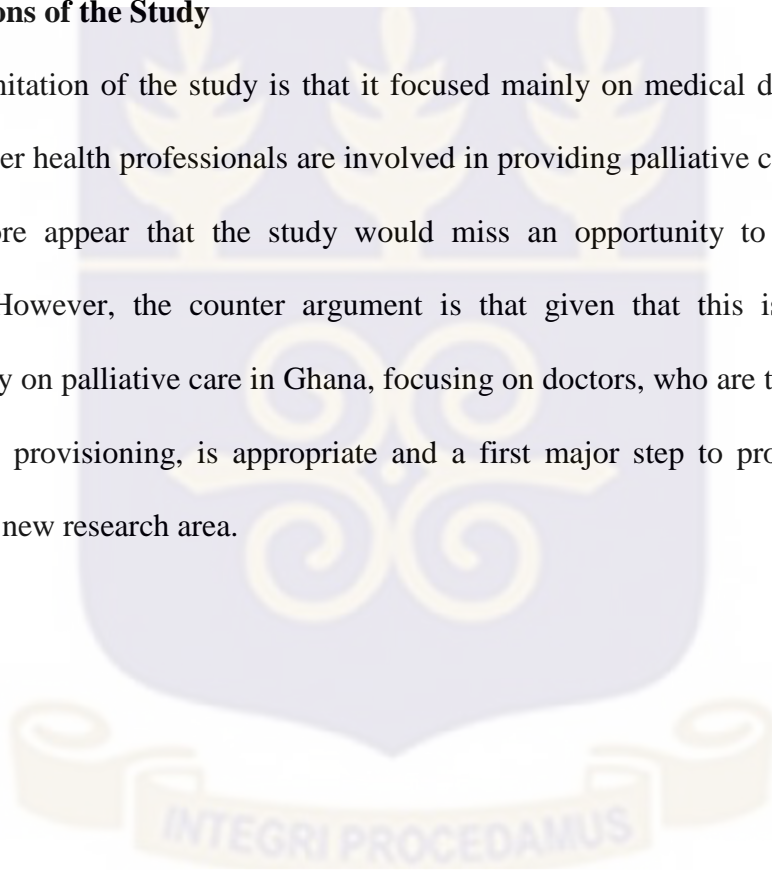 ons of the Study
nitation of the study is that it focused mainly on medical d
er health professionals are involved in providing palliative c
ore appear that the study would miss an opportunity to
However, the counter argument is that given that this is
y on palliative care in Ghana, focusing on doctors, who are t
provisioning, is appropriate and a first major step to pro
new research area.
INTEGRI PROCEDAMUS